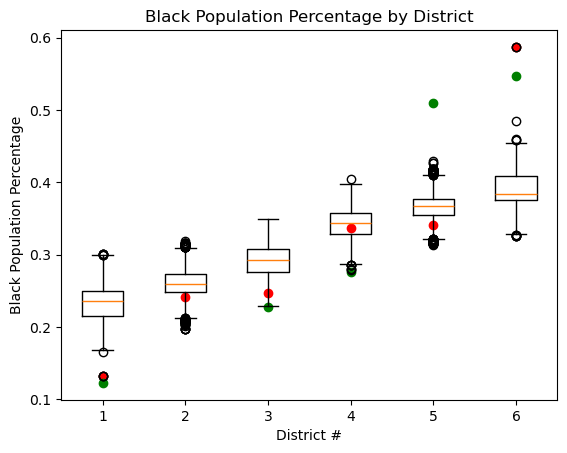 Black Population Percentage by District
Black Population Percentage
0.6
0.5
0.4
0.3
0.2
0.1
1 2 3 4 5 6
District #